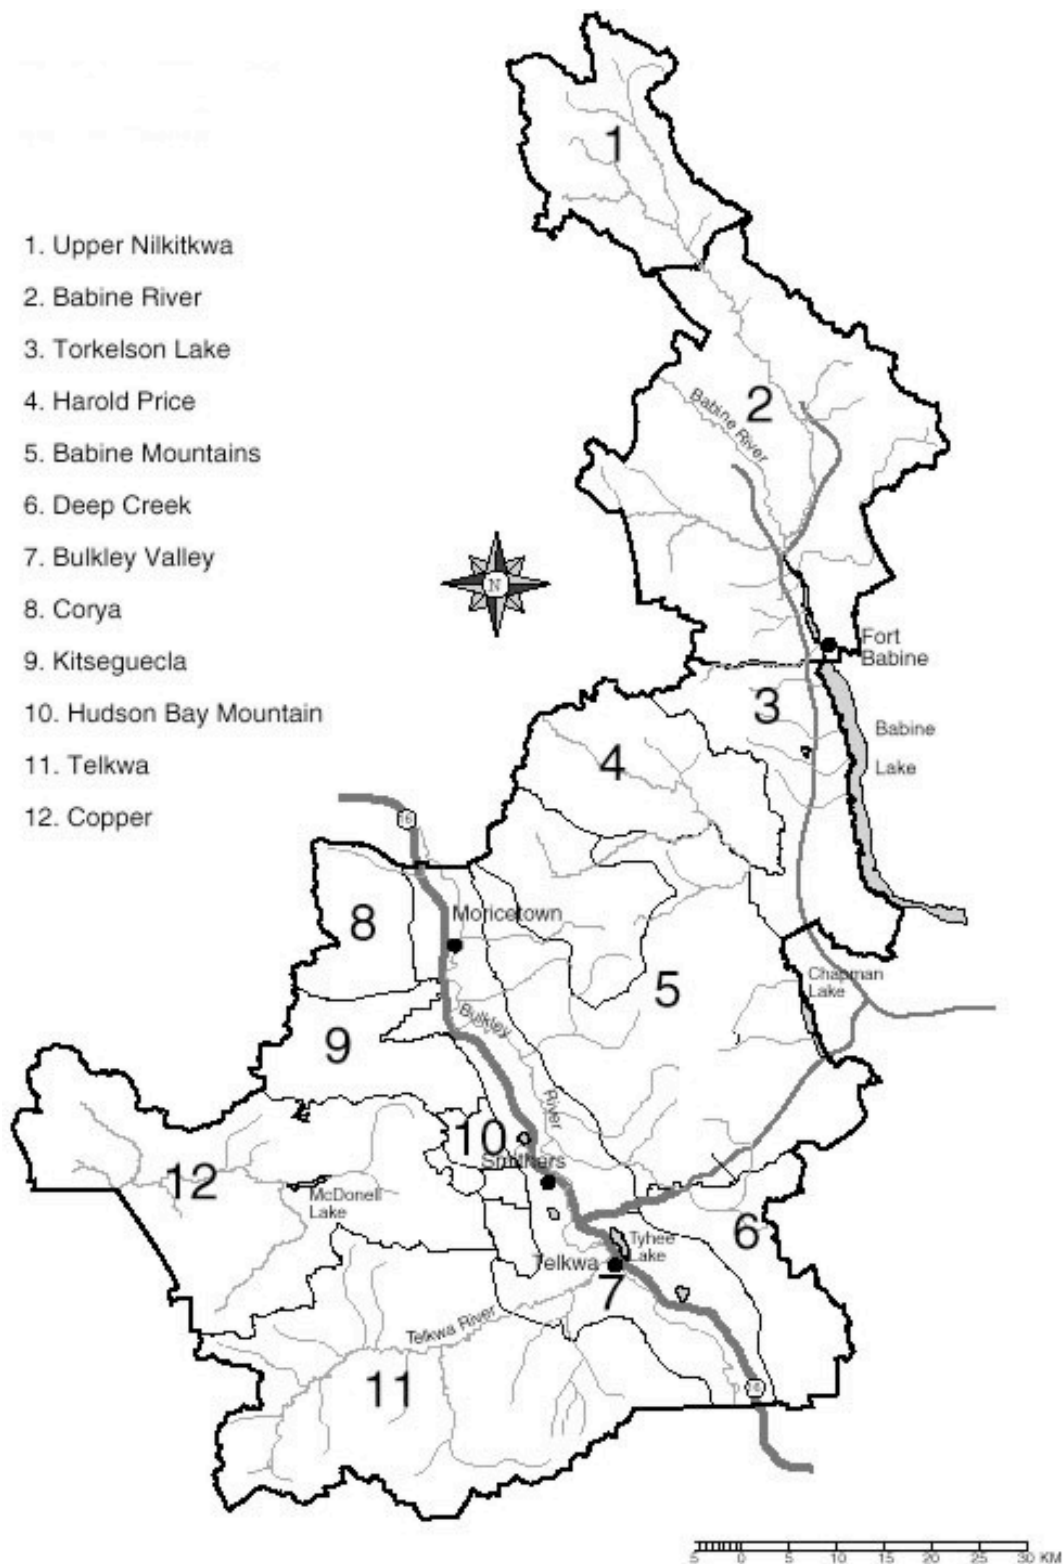 1. Upper Nilkitkwa
2. Babine River
3. Torkelson Lake
4. Harold Price
5. Babine Mountains
6. Deep Creek
7. Bulkley Valley
8. Corya
9. Kitseguecla
10. Hudson Bay Mountain
11. Telkwa
12. Copper
1
2
Babine River
N
Fort
Babine
3
Babine
Lake
4
16
8
Moricetown
5
Chapman
Lake
9
Bulkley
River
10
Smithers
12
McDonell
Lake
6
Tyhee
Lake
Telkwa
7
Telkwa River
11
16
5 0 5 10 15 20 25 30 KM